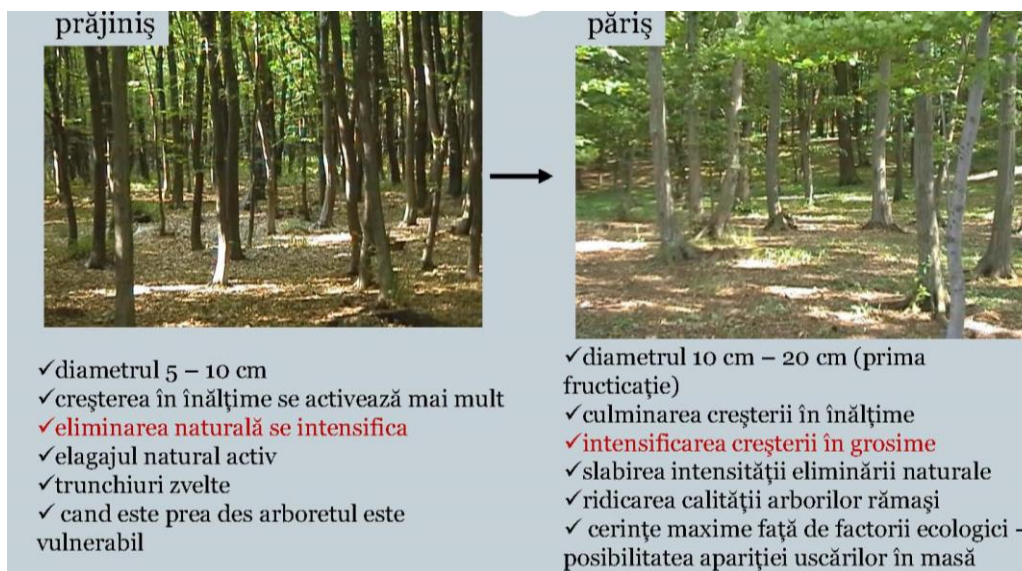 prăjiniş
păriş
✓diametrul 5 – 10 cm
✓creşterea în înălţime se activează mai mult
✓eliminarea naturală se intensifica
✓elagajul natural activ
✓trunchiuri zvelte
✓ cand este prea des arboretul este
vulnerabil
✓diametrul 10 cm – 20 cm (prima
fructicaţie)
✓culminarea creşterii în înălţime
✓intensificarea creşterii în grosime
✓slabirea intensităţii eliminării naturale
✓ridicarea calităţii arborilor rămaşi
✓ cerinţe maxime faţă de factorii ecologici –
posibilitatea apariţiei uscărilor în masă